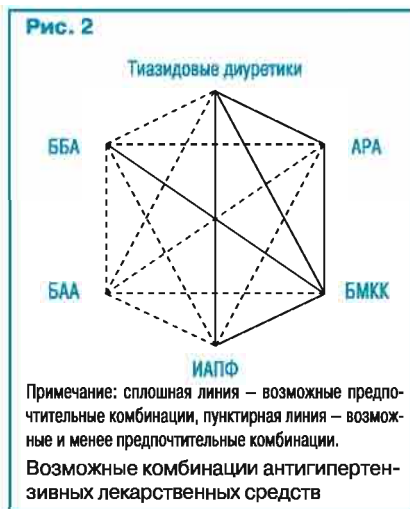 Рис. 2
Тиазидовые диуретики
ББА
АРА
БАА
БМКК
ИАПФ
Примечание: сплошная линия – возможные предпо-
чтительные комбинации, пунктирная линия – возмож-
ные и менее предпочтительные комбинации.
Возможные комбинации антигипертен-
зивных лекарственных средств